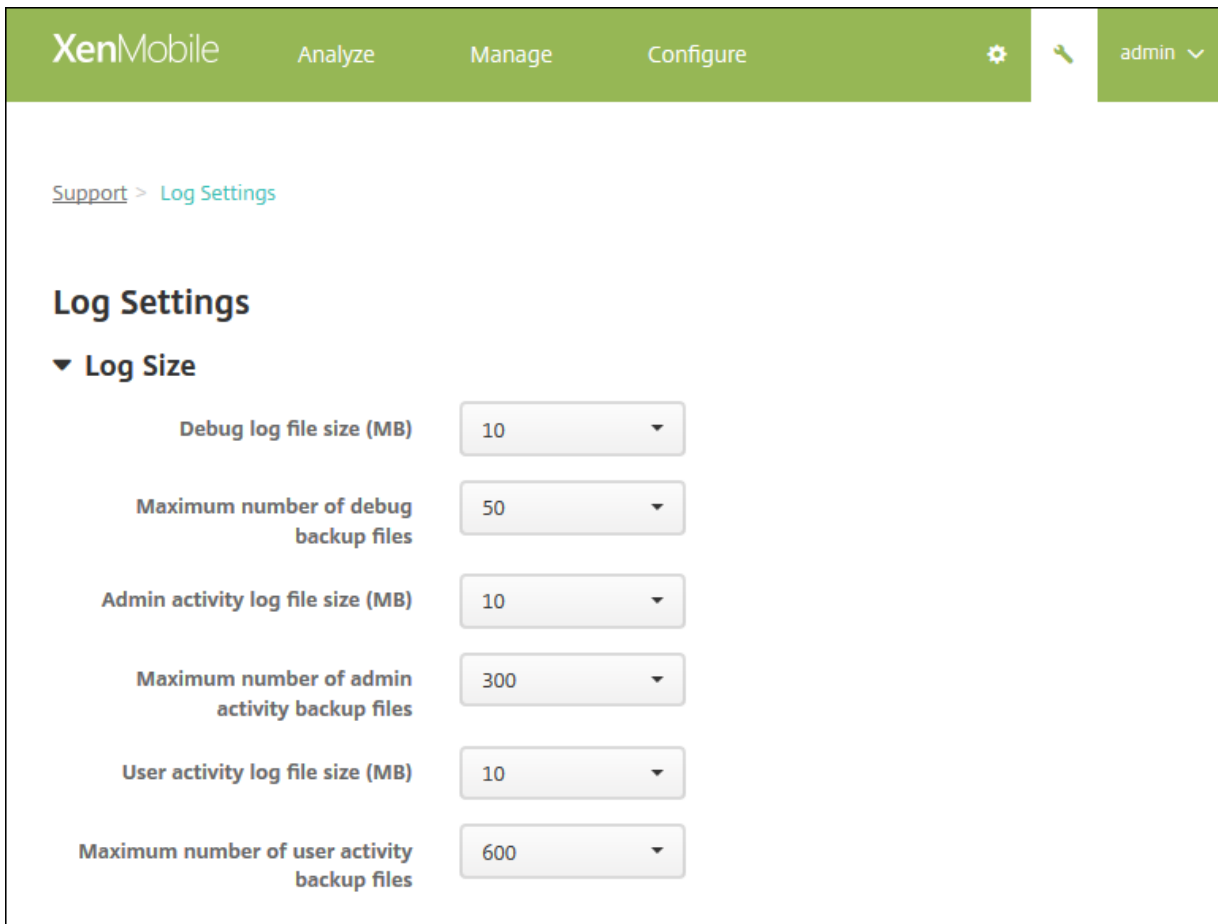 XenMobile Analyze Manage Configure admin
Support > Log Settings
Log Settings
Log Size
Debug log file size (MB) 10
Maximum number of debug
backup files 50
Admin activity log file size (MB) 10
Maximum number of admin
activity backup files 300
User activity log file size (MB) 10
Maximum number of user activity
backup files 600